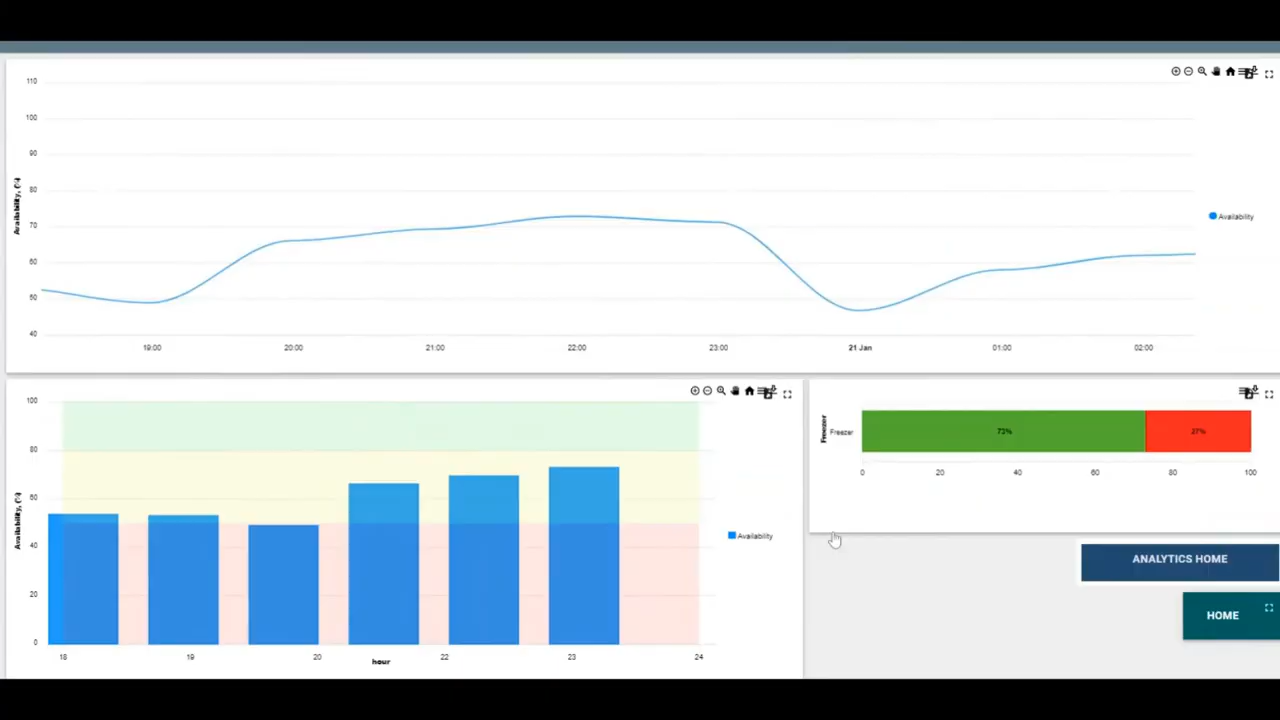 110
100
90
80
70
60
50
40
Availability, (%)
Availability
19:00 20:00 21:00 22:00 23:00 21 Jan 01:00 02:00
100
80
60
40
20
0
Availability, (%)
Availability
18 19 20 22 23 24
hour
Freezer
Freezer
73% 27%
0 20 40 60 80 100
ANALYTICS HOME
HOME